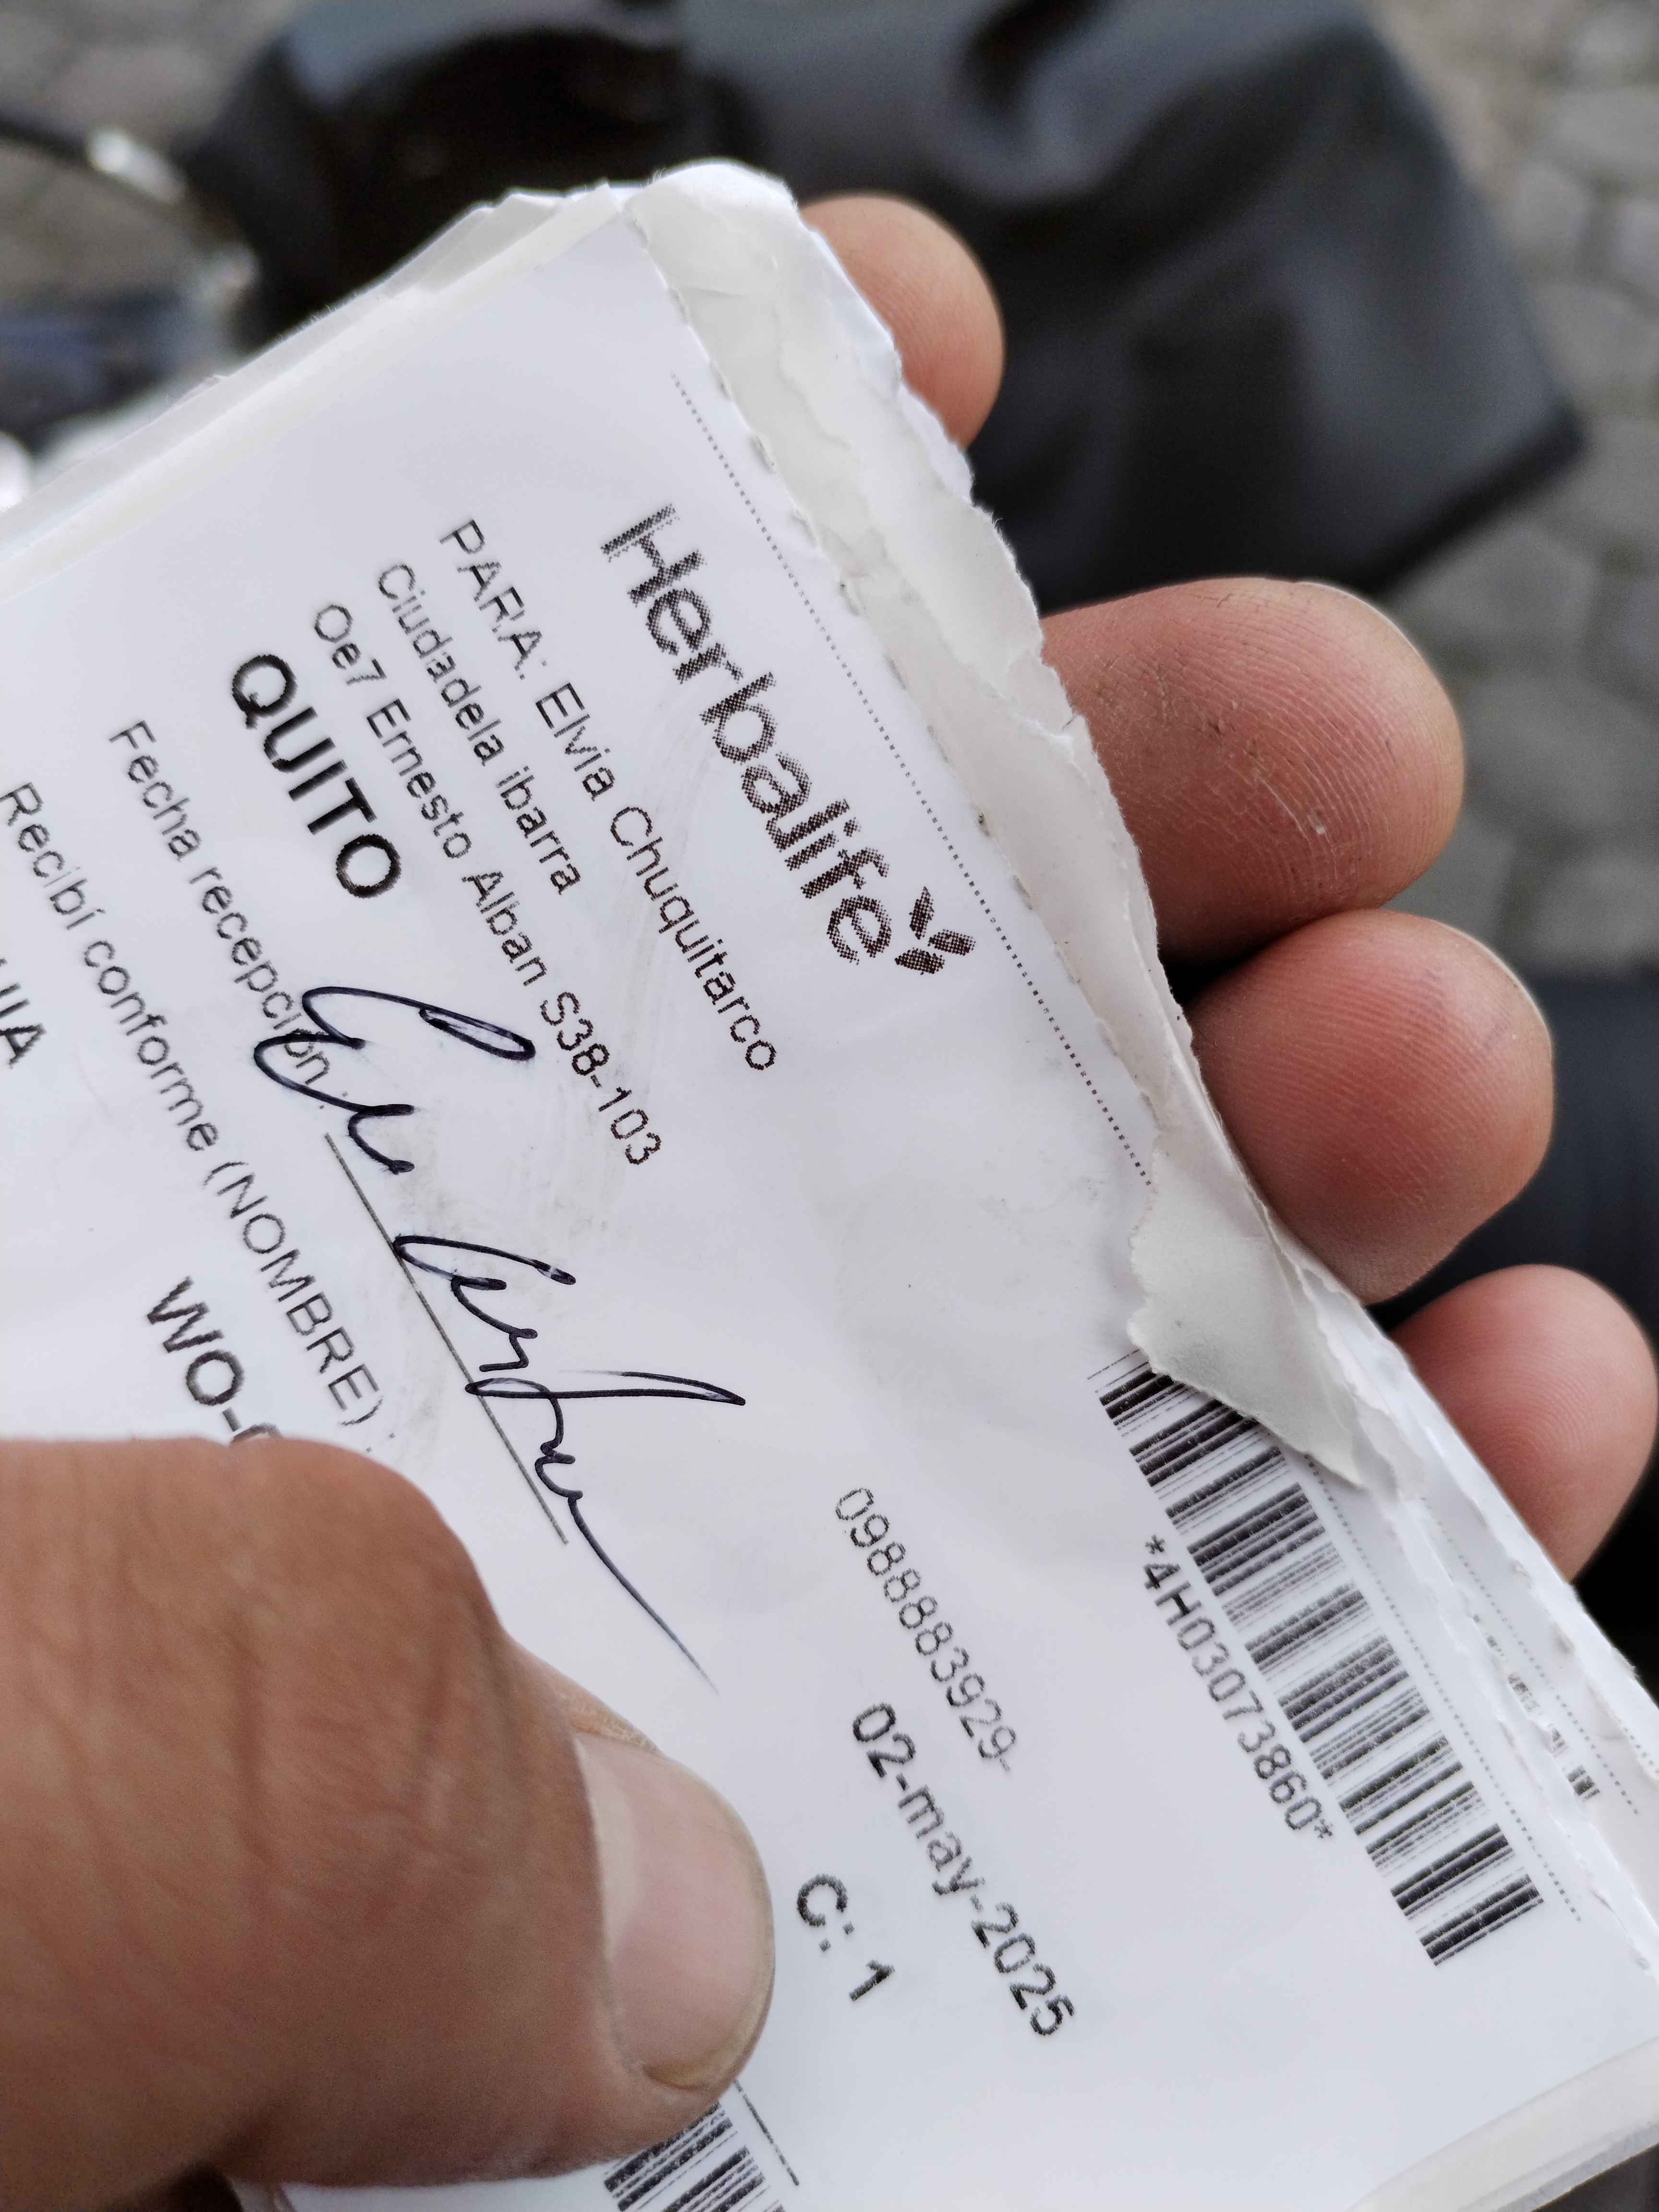 Herbalife
*4H03073860*
PARA: Elvia Chuquitarco
0988883929-
Ciudadela Ibarra
02-may-2025
Oe7 Ernesto Alban S38-103
QUITO
C: 1
Fecha recepción:
Recibí conforme (NOMBRE)
WO-